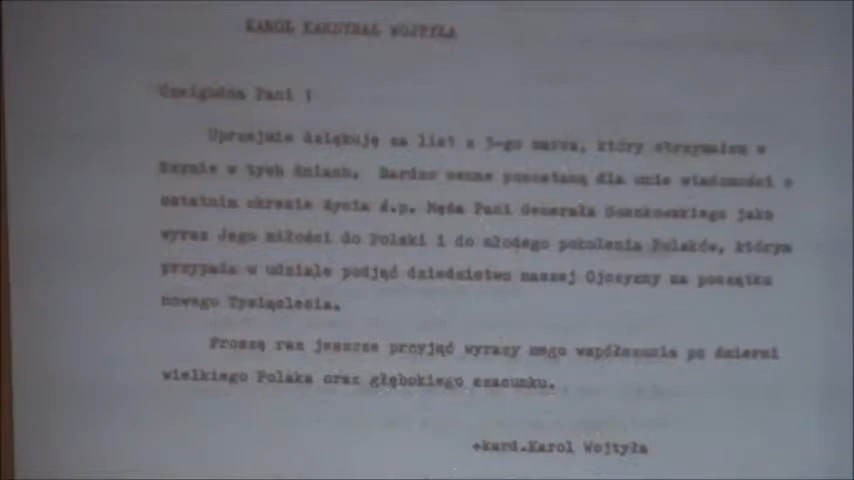 KAROL KARDYNAŁ WOJTYŁA
Czcigodna Pani !
Uprzejmie dziękuję za list z 3-go marca, który otrzymałem w
Rzymie w tych dniach. Bardzo cenne pozostaną dla mnie wiadomości o
ostatnim okresie życia ś.p. Męża Pani Generała Sosnkowskiego jako
wyraz Jego miłości do Polski i do młodego pokolenia Polaków, którym
przypada w udziale podjąć dziedzictwo naszej Ojczyzny na początku
nowego Tysiąclecia.
Proszę raz jeszcze przyjąć wyrazy mego współczucia po śmierci
wielkiego Polaka oraz głębokiego szacunku.
+kard.Karol Wojtyła